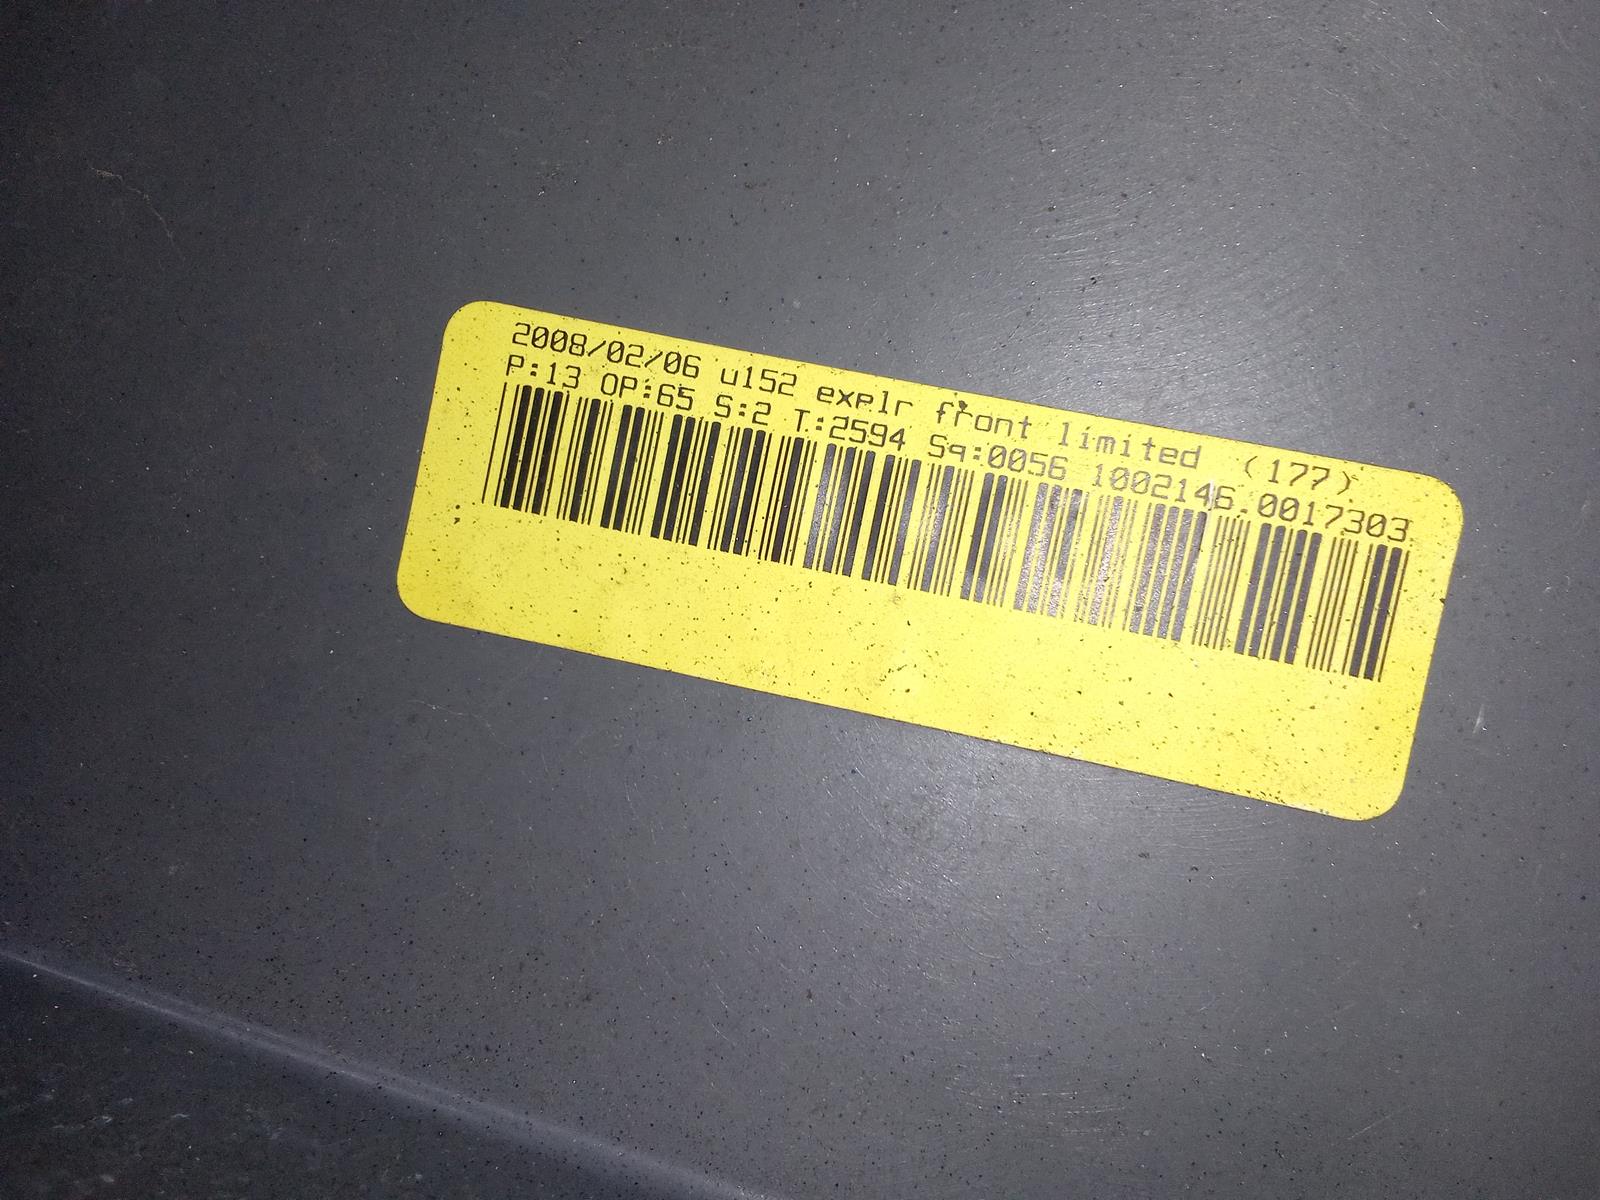 2008/02/06 u152 explr front limited (177)
P:13 OP:65 S:2 T:2594 Sq:0056 1002146.0017303